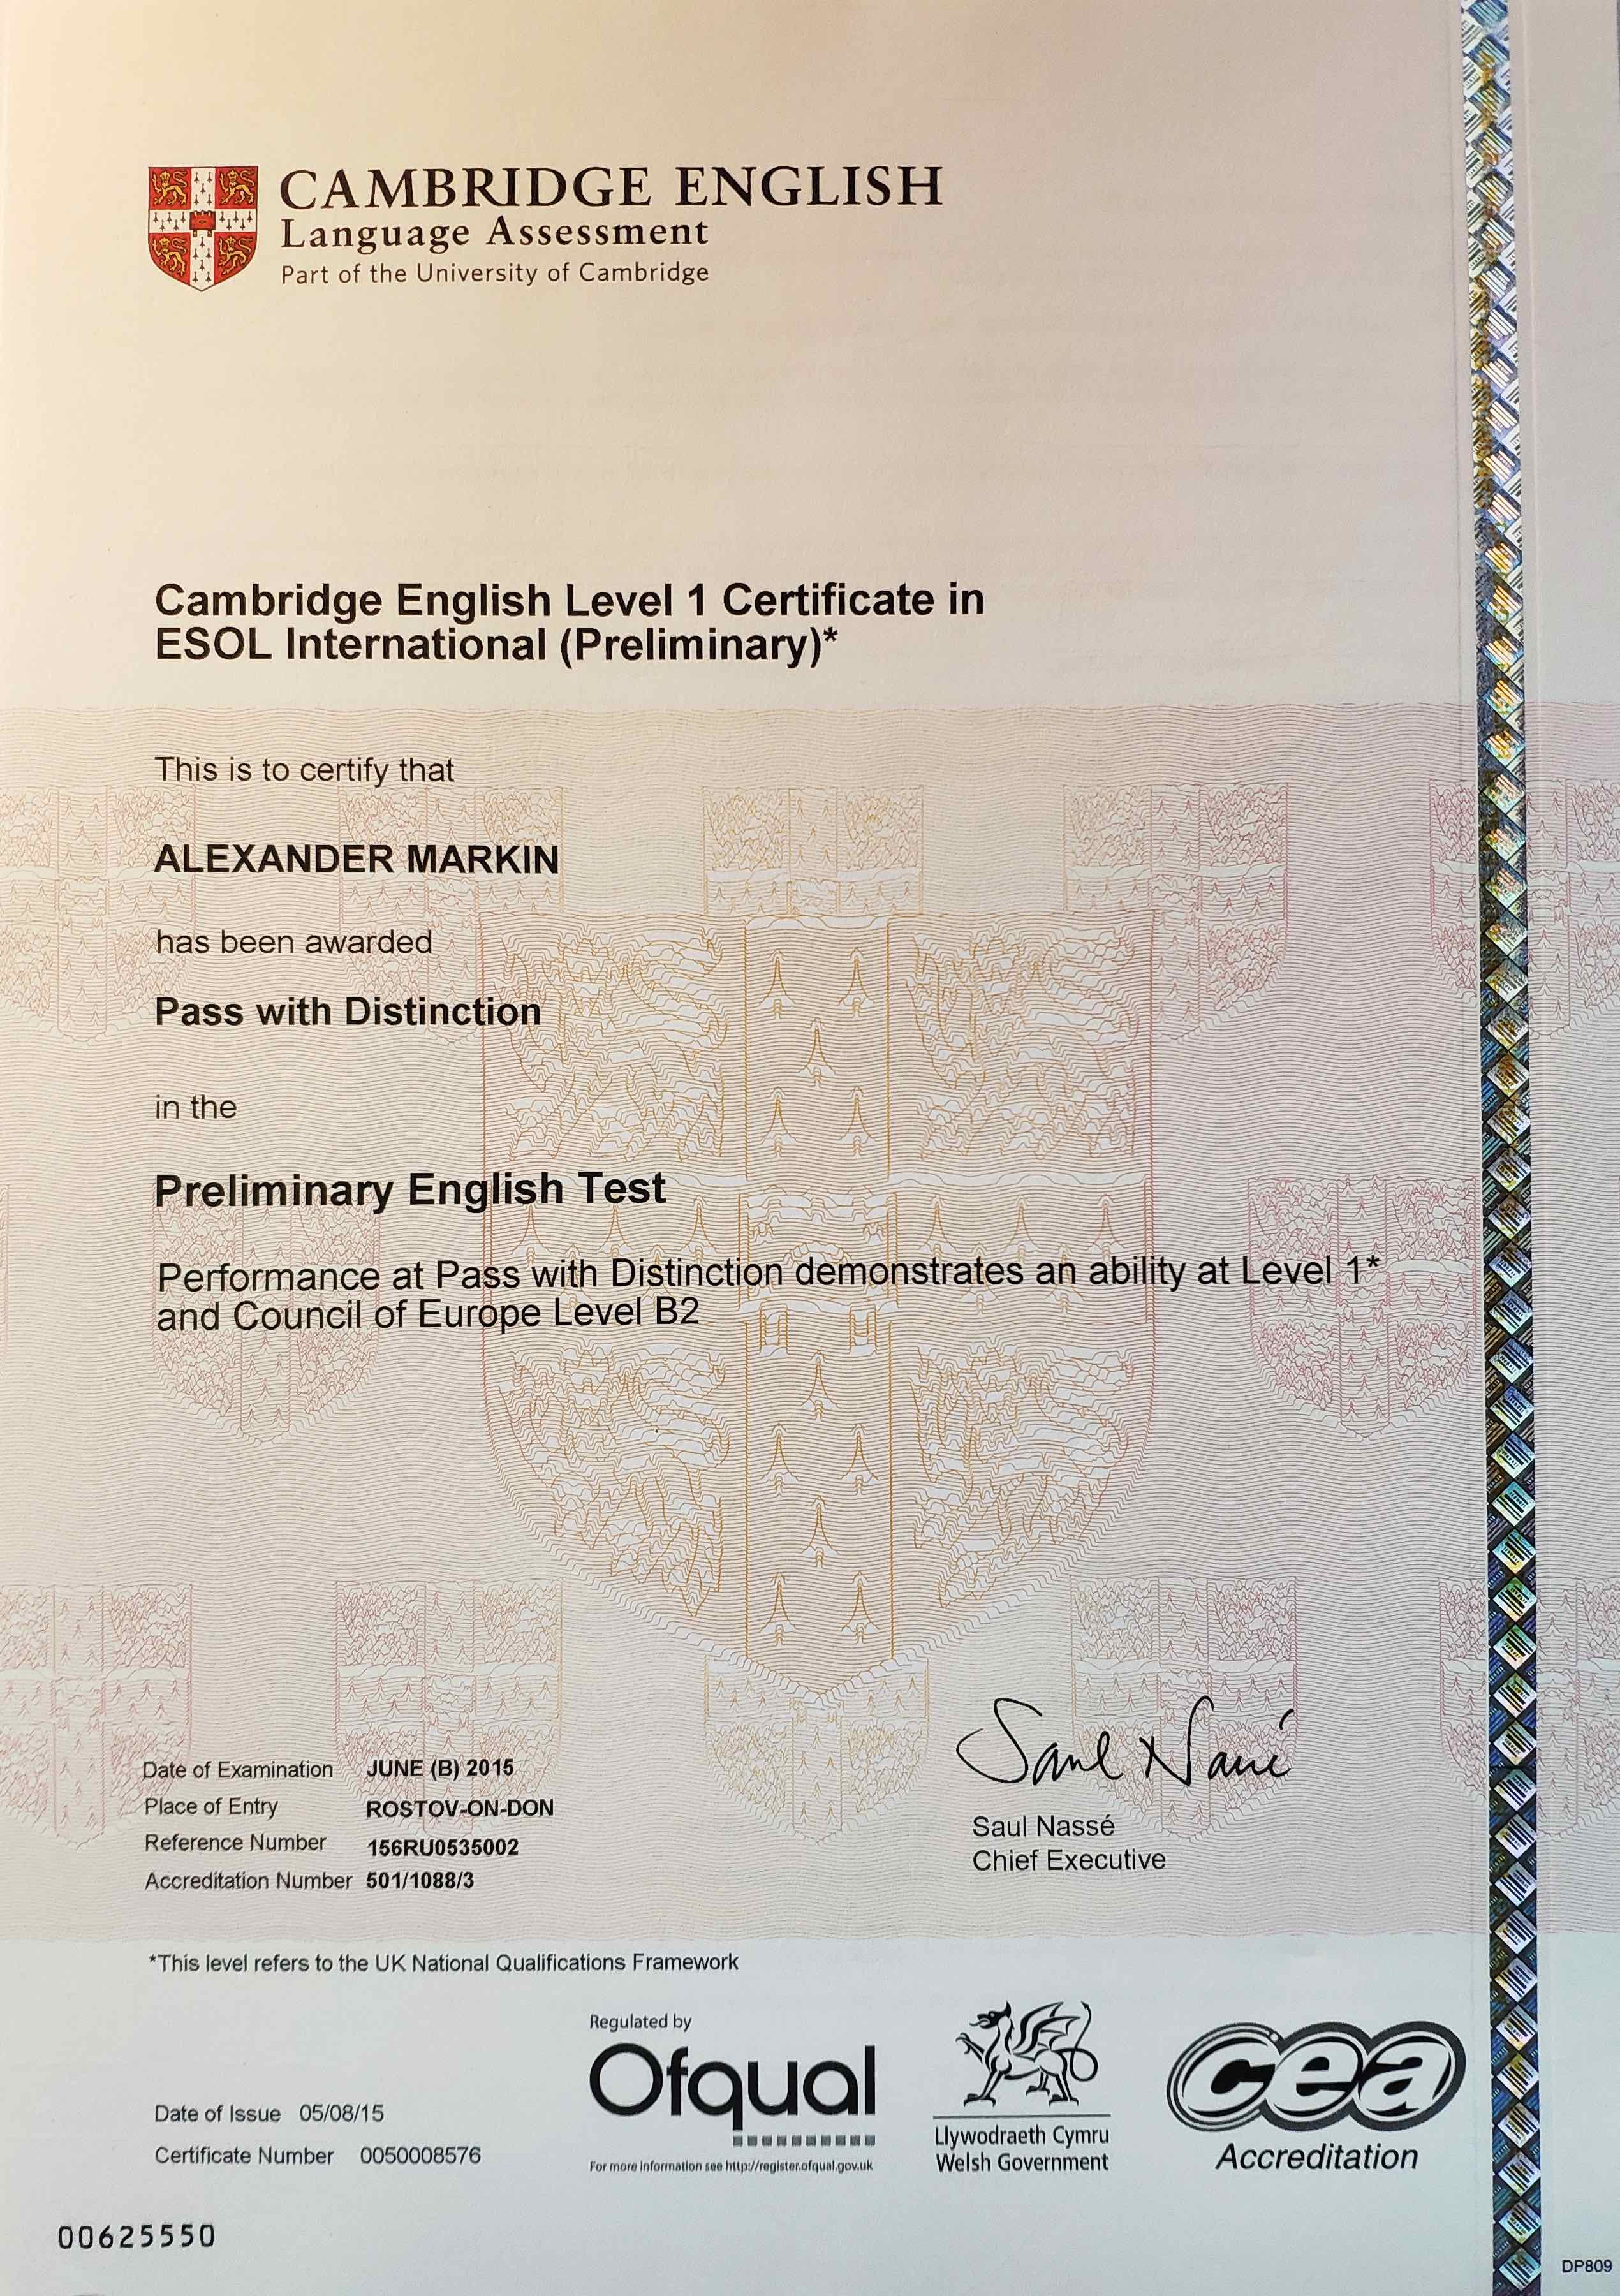 CAMBRIDGE ENGLISH
Language Assessment
Part of the University of Cambridge
Cambridge English Level 1 Certificate in
ESOL International (Preliminary)*
This is to certify that
ALEXANDER MARKIN
has been awarded
Pass with Distinction
in the
Preliminary English Test
Performance at Pass with Distinction demonstrates an ability at Level 1*
and Council of Europe Level B2
Date of Examination JUNE (B) 2015
Place of Entry ROSTOV-ON-DON
Reference Number 156RU0535002
Accreditation Number 501/1088/3
Saul Nassé
Saul Nassé
Chief Executive
*This level refers to the UK National Qualifications Framework
Date of Issue 05/08/15
Certificate Number 0050008576
Regulated by
Ofqual
For more information see http://register.ofqual.gov.uk
Llywodraeth Cymru
Welsh Government
cea
Accreditation
00625550
DP809